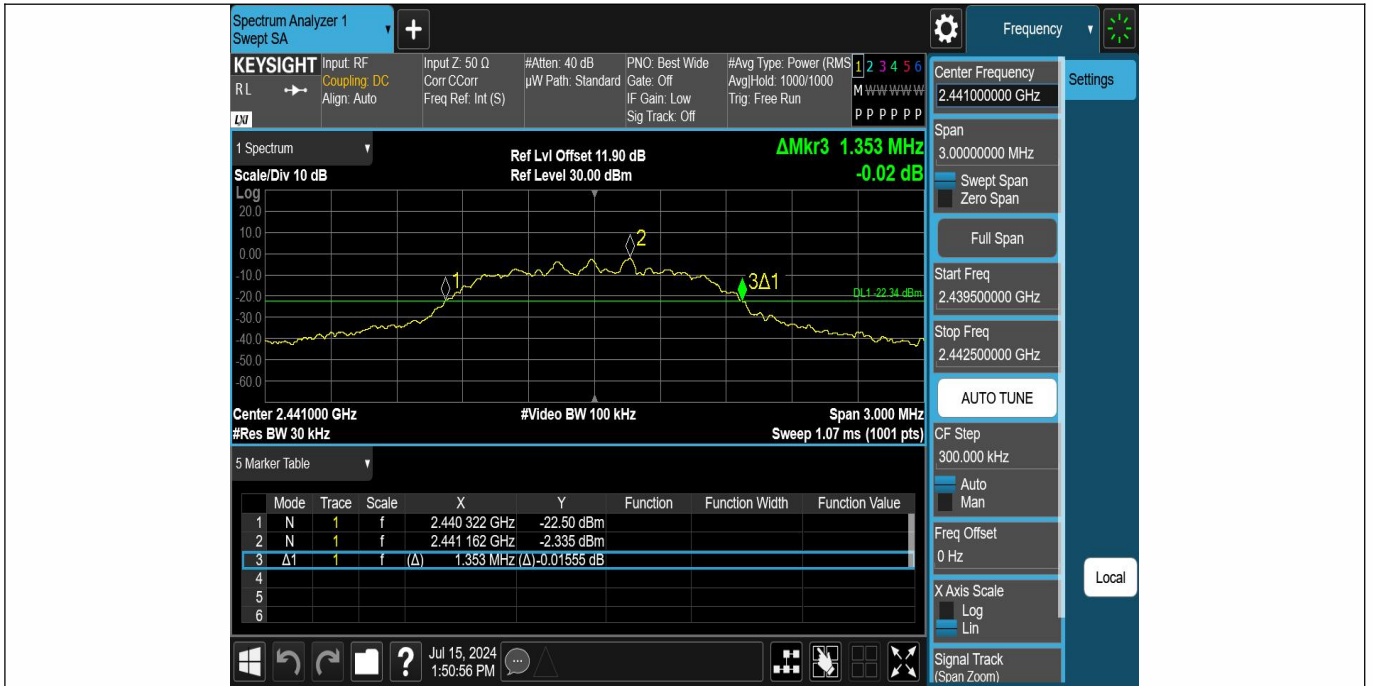 Spectrum Analyzer 1
Swept SA
+
Frequency
KEYSIGHT
RL
LXI
Input: RF
Coupling: DC
Align: Auto
Input Z: 50 Ω
Corr CCorr
Freq Ref: Int (S)
#Atten: 40 dB
µW Path: Standard
PNO: Best Wide
Gate: Off
IF Gain: Low
Sig Track: Off
#Avg Type: Power (RMS
Avg|Hold: 1000/1000
Trig: Free Run
1 2 3 4 5 6
M W W W W W
P P P P P P
Center Frequency
2.441000000 GHz
Settings
1 Spectrum
Scale/Div 10 dB
Ref Lvl Offset 11.90 dB
Ref Level 30.00 dBm
ΔMkr3 1.353 MHz
-0.02 dB
Log
20.0
10.0
0.00
-10.0
-20.0
-30.0
-40.0
-50.0
-60.0
1
2
3Δ1
DL1 -22.34 dBm
Center 2.441000 GHz
#Video BW 100 kHz
Span 3.000 MHz
#Res BW 30 kHz
Sweep 1.07 ms (1001 pts)
Span
3.00000000 MHz
Swept Span
Zero Span
Full Span
Start Freq
2.439500000 GHz
Stop Freq
2.442500000 GHz
AUTO TUNE
CF Step
300.000 kHz
Auto
Man
Freq Offset
0 Hz
X Axis Scale
Log
Lin
Signal Track
(Span Zoom)
Local
5 Marker Table
Mode Trace Scale X Y Function Function Width Function Value
1 N 1 f 2.440 322 GHz -22.50 dBm
2 N 1 f 2.441 162 GHz -2.335 dBm
3 Δ1 1 f (Δ) 1.353 MHz (Δ) -0.01555 dB
4
5
6
?
Jul 15, 2024
1:50:56 PM